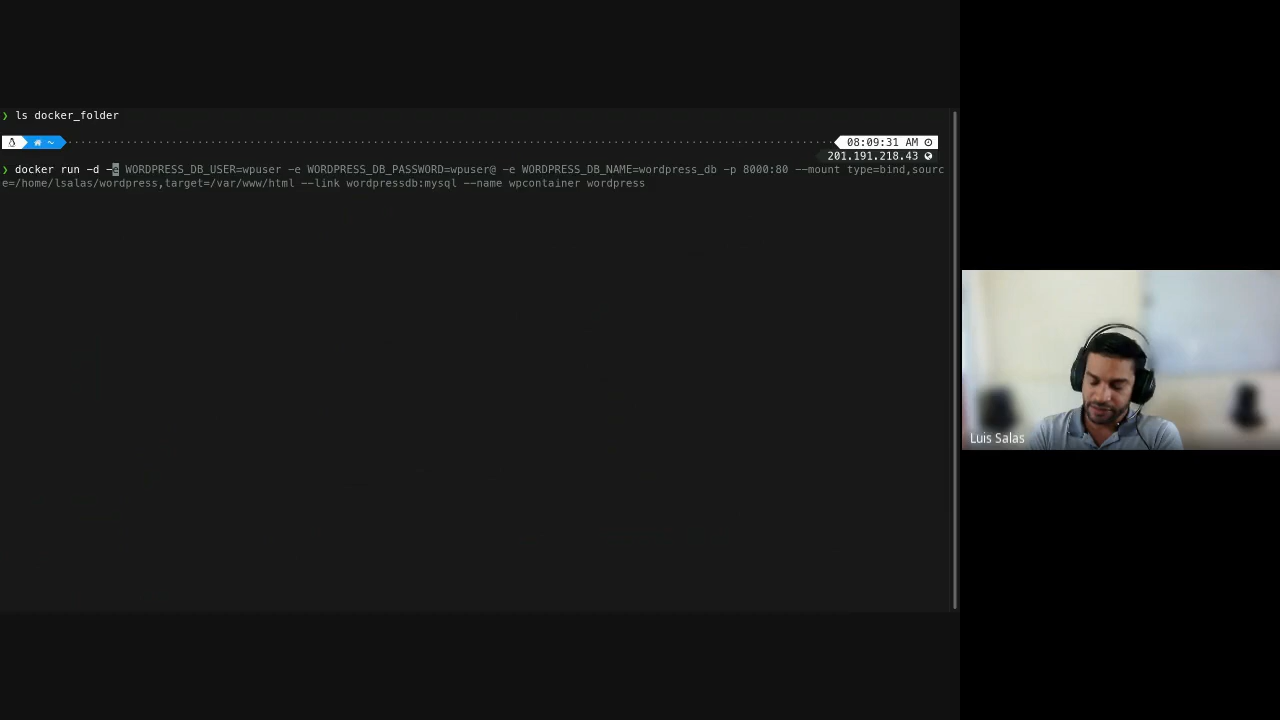 ❯ ls docker_folder
~ 08:09:31 AM
201.191.218.43
❯ docker run -d -e WORDPRESS_DB_USER=wpuser -e WORDPRESS_DB_PASSWORD=wpuser@ -e WORDPRESS_DB_NAME=wordpress_db -p 8000:80 --mount type=bind,sourc
e=/home/lsalas/wordpress,target=/var/www/html --link wordpressdb:mysql --name wpcontainer wordpress
Luis Salas